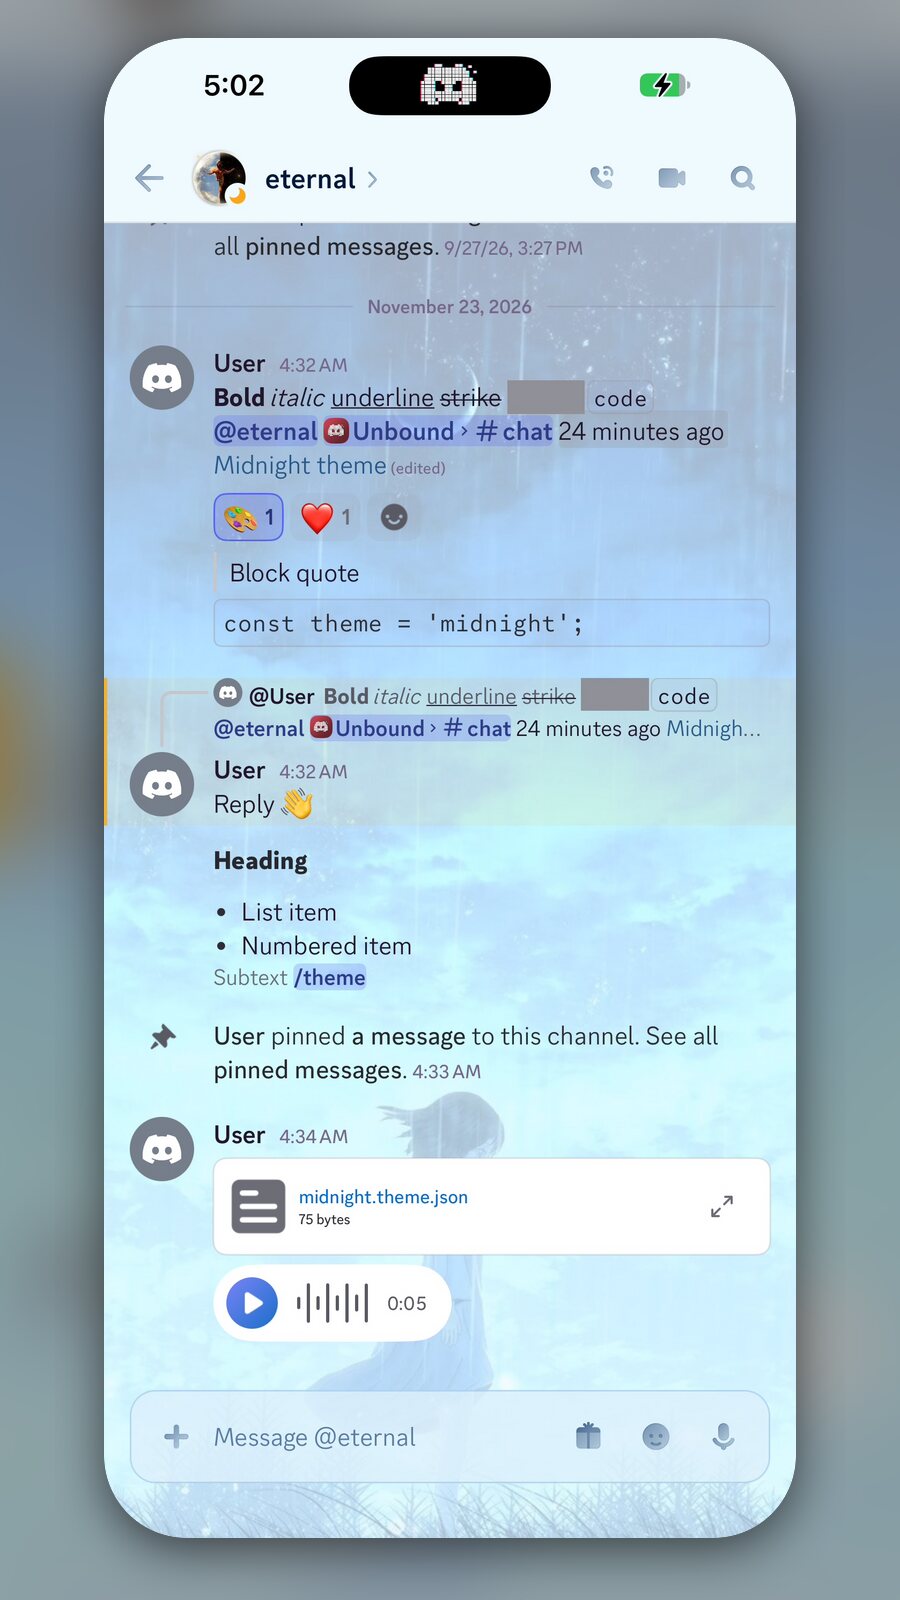 5:02
eternal
all pinned messages. 9/27/26, 3:27 PM
November 23, 2026
User 4:32 AM
Bold italic underline strike code
@eternal Unbound › # chat 24 minutes ago
Midnight theme (edited)
1 1
Block quote
const theme = 'midnight';
@User Bold italic underline strike code
@eternal Unbound › # chat 24 minutes ago Midnigh...
User 4:32 AM
Reply
Heading
• List item
• Numbered item
Subtext /theme
User pinned a message to this channel. See all
pinned messages. 4:33 AM
User 4:34 AM
midnight.theme.json
75 bytes
0:05
Message @eternal